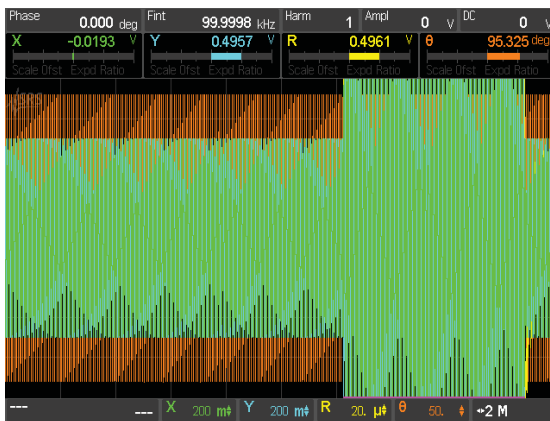 Phase 0.000 deg Fint 99.9998 kHz Harm 1 Ampl 0 V DC 0 V
X -0.0193 V Y 0.4957 V R 0.4961 V θ 95.325 deg
Scale Ofst Expd Ratio Scale Ofst Expd Ratio Scale Ofst Expd Ratio Scale Ofst Expd Ratio
--- --- X 200 m Y 200 m R 20. µ θ 50. 2 M